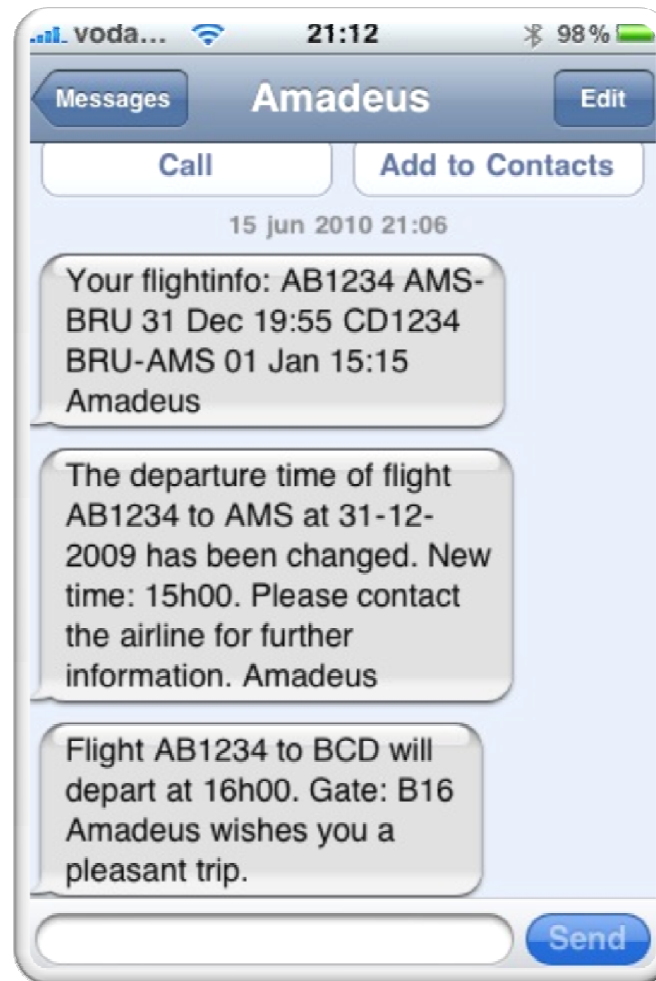 voda... 21:12 98%
Messages Amadeus Edit
Call Add to Contacts
15 jun 2010 21:06
Your flightinfo: AB1234 AMS-
BRU 31 Dec 19:55 CD1234
BRU-AMS 01 Jan 15:15
Amadeus
The departure time of flight
AB1234 to AMS at 31-12-
2009 has been changed. New
time: 15h00. Please contact
the airline for further
information. Amadeus
Flight AB1234 to BCD will
depart at 16h00. Gate: B16
Amadeus wishes you a
pleasant trip.
Send